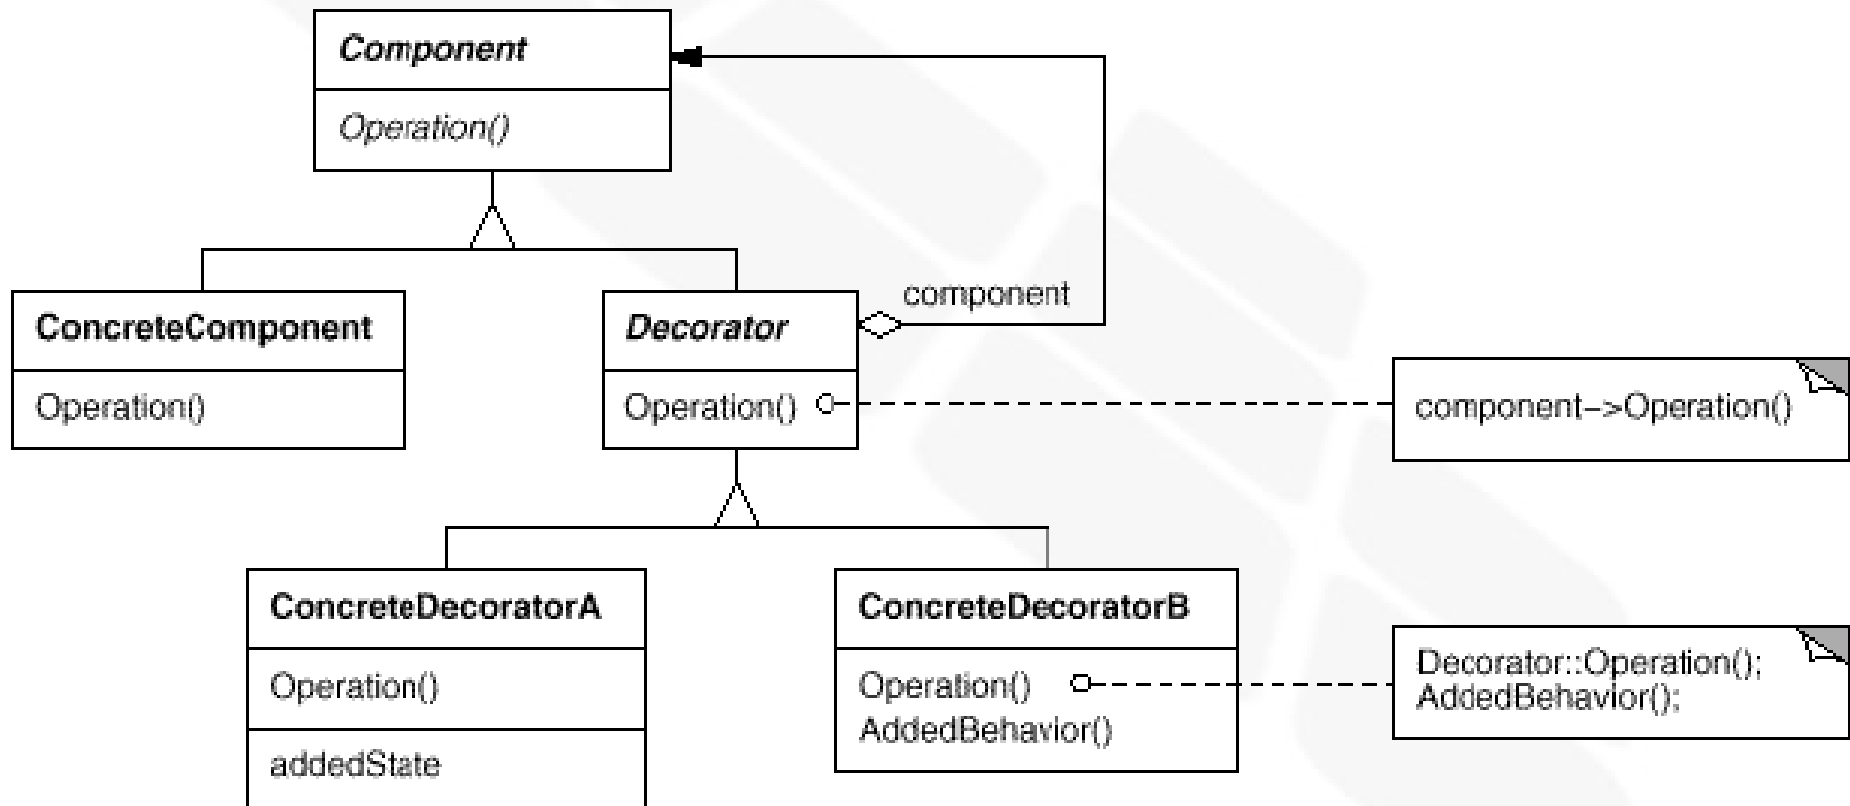 Component
Operation()
component
ConcreteComponent
Operation()
Decorator
Operation()
component->Operation()
ConcreteDecoratorA
Operation()
addedState
ConcreteDecoratorB
Operation()
AddedBehavior()
Decorator::Operation();
AddedBehavior();